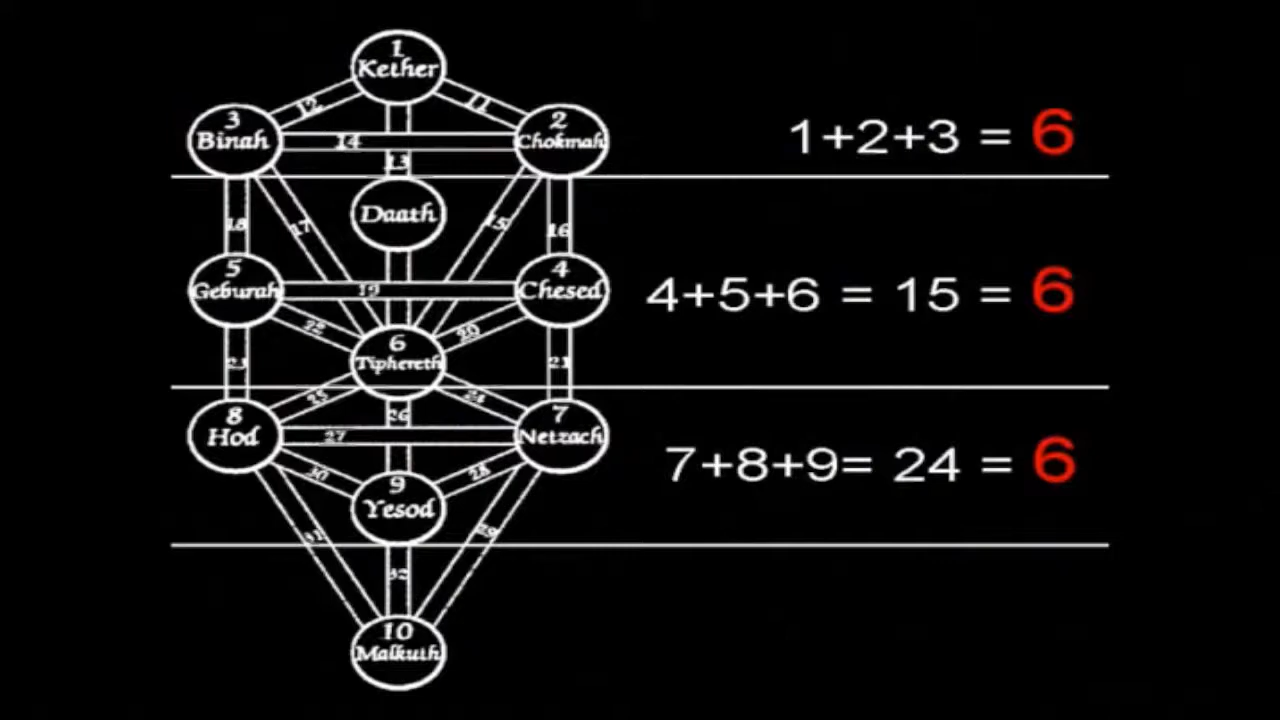 1
Kether
12
11
3
Binah
2
Chokmah
14
13
1+2+3 = 6
Daath
18
17
15
16
5
Geburah
4
Chesed
19
4+5+6 = 15 = 6
22
20
6
Tiphereth
23
21
25
24
26
8
Hod
7
Netzach
27
7+8+9= 24 = 6
30
28
9
Yesod
31
29
32
10
Malkuth